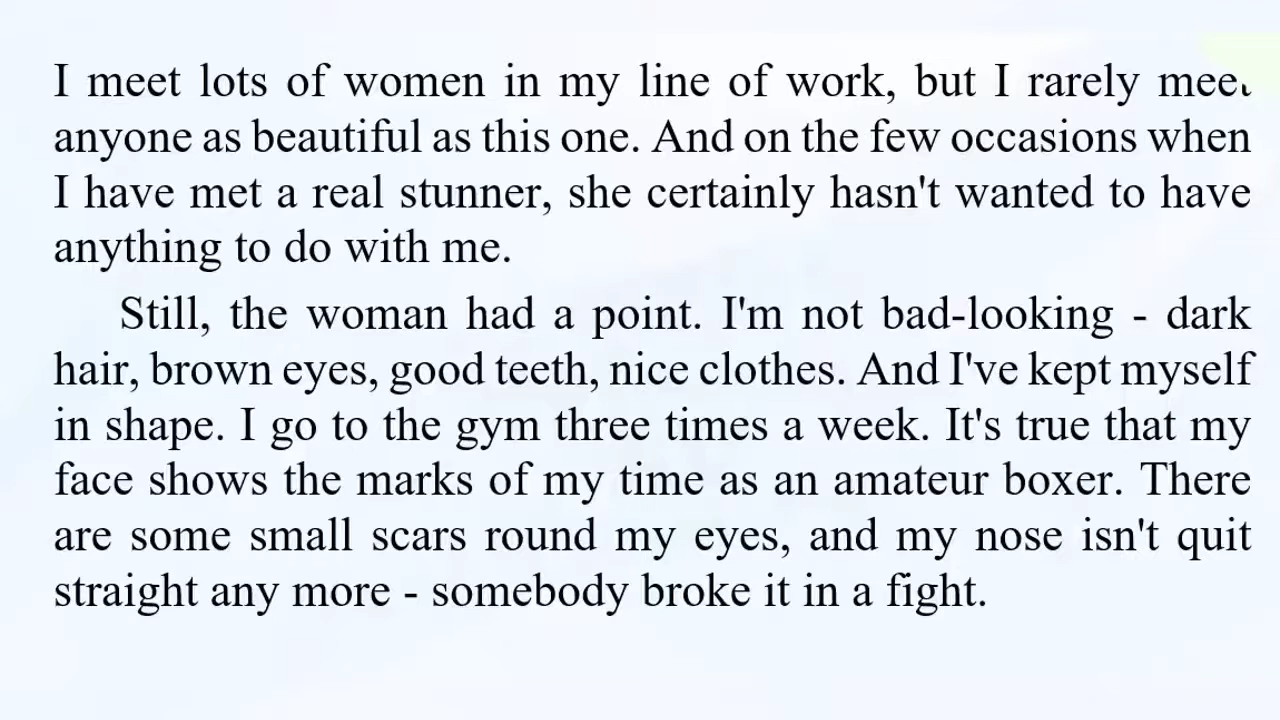 I meet lots of women in my line of work, but I rarely meet
anyone as beautiful as this one. And on the few occasions when
I have met a real stunner, she certainly hasn't wanted to have
anything to do with me.
Still, the woman had a point. I'm not bad-looking - dark
hair, brown eyes, good teeth, nice clothes. And I've kept myself
in shape. I go to the gym three times a week. It's true that my
face shows the marks of my time as an amateur boxer. There
are some small scars round my eyes, and my nose isn't quit
straight any more - somebody broke it in a fight.